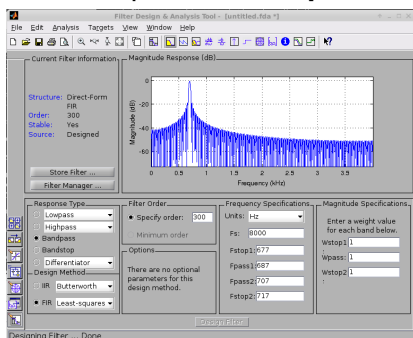 Filter Design & Analysis Tool - [untitled.fda *]
File Edit Analysis Targets View Window Help
Current Filter Information
Structure: Direct-Form
FIR
Order: 300
Stable: Yes
Source: Designed
Store Filter ...
Filter Manager ...
Magnitude Response (dB)
Magnitude (dB)
0
-20
-40
-60
0 0.5 1 1.5 2 2.5 3 3.5
Frequency (kHz)
Response Type
Lowpass
Highpass
Bandpass
Bandstop
Differentiator
Design Method
IIR Butterworth
FIR Least-squares
Filter Order
Specify order: 300
Minimum order
Options
There are no optional
parameters for this
design method.
Frequency Specifications
Units: Hz
Fs: 8000
Fstop1: 677
Fpass1: 687
Fpass2: 707
Fstop2: 717
Magnitude Specifications
Enter a weight value
for each band below.
Wstop1 1
Wpass: 1
Wstop2 1
:
Design Filter
Designing Filter ... Done